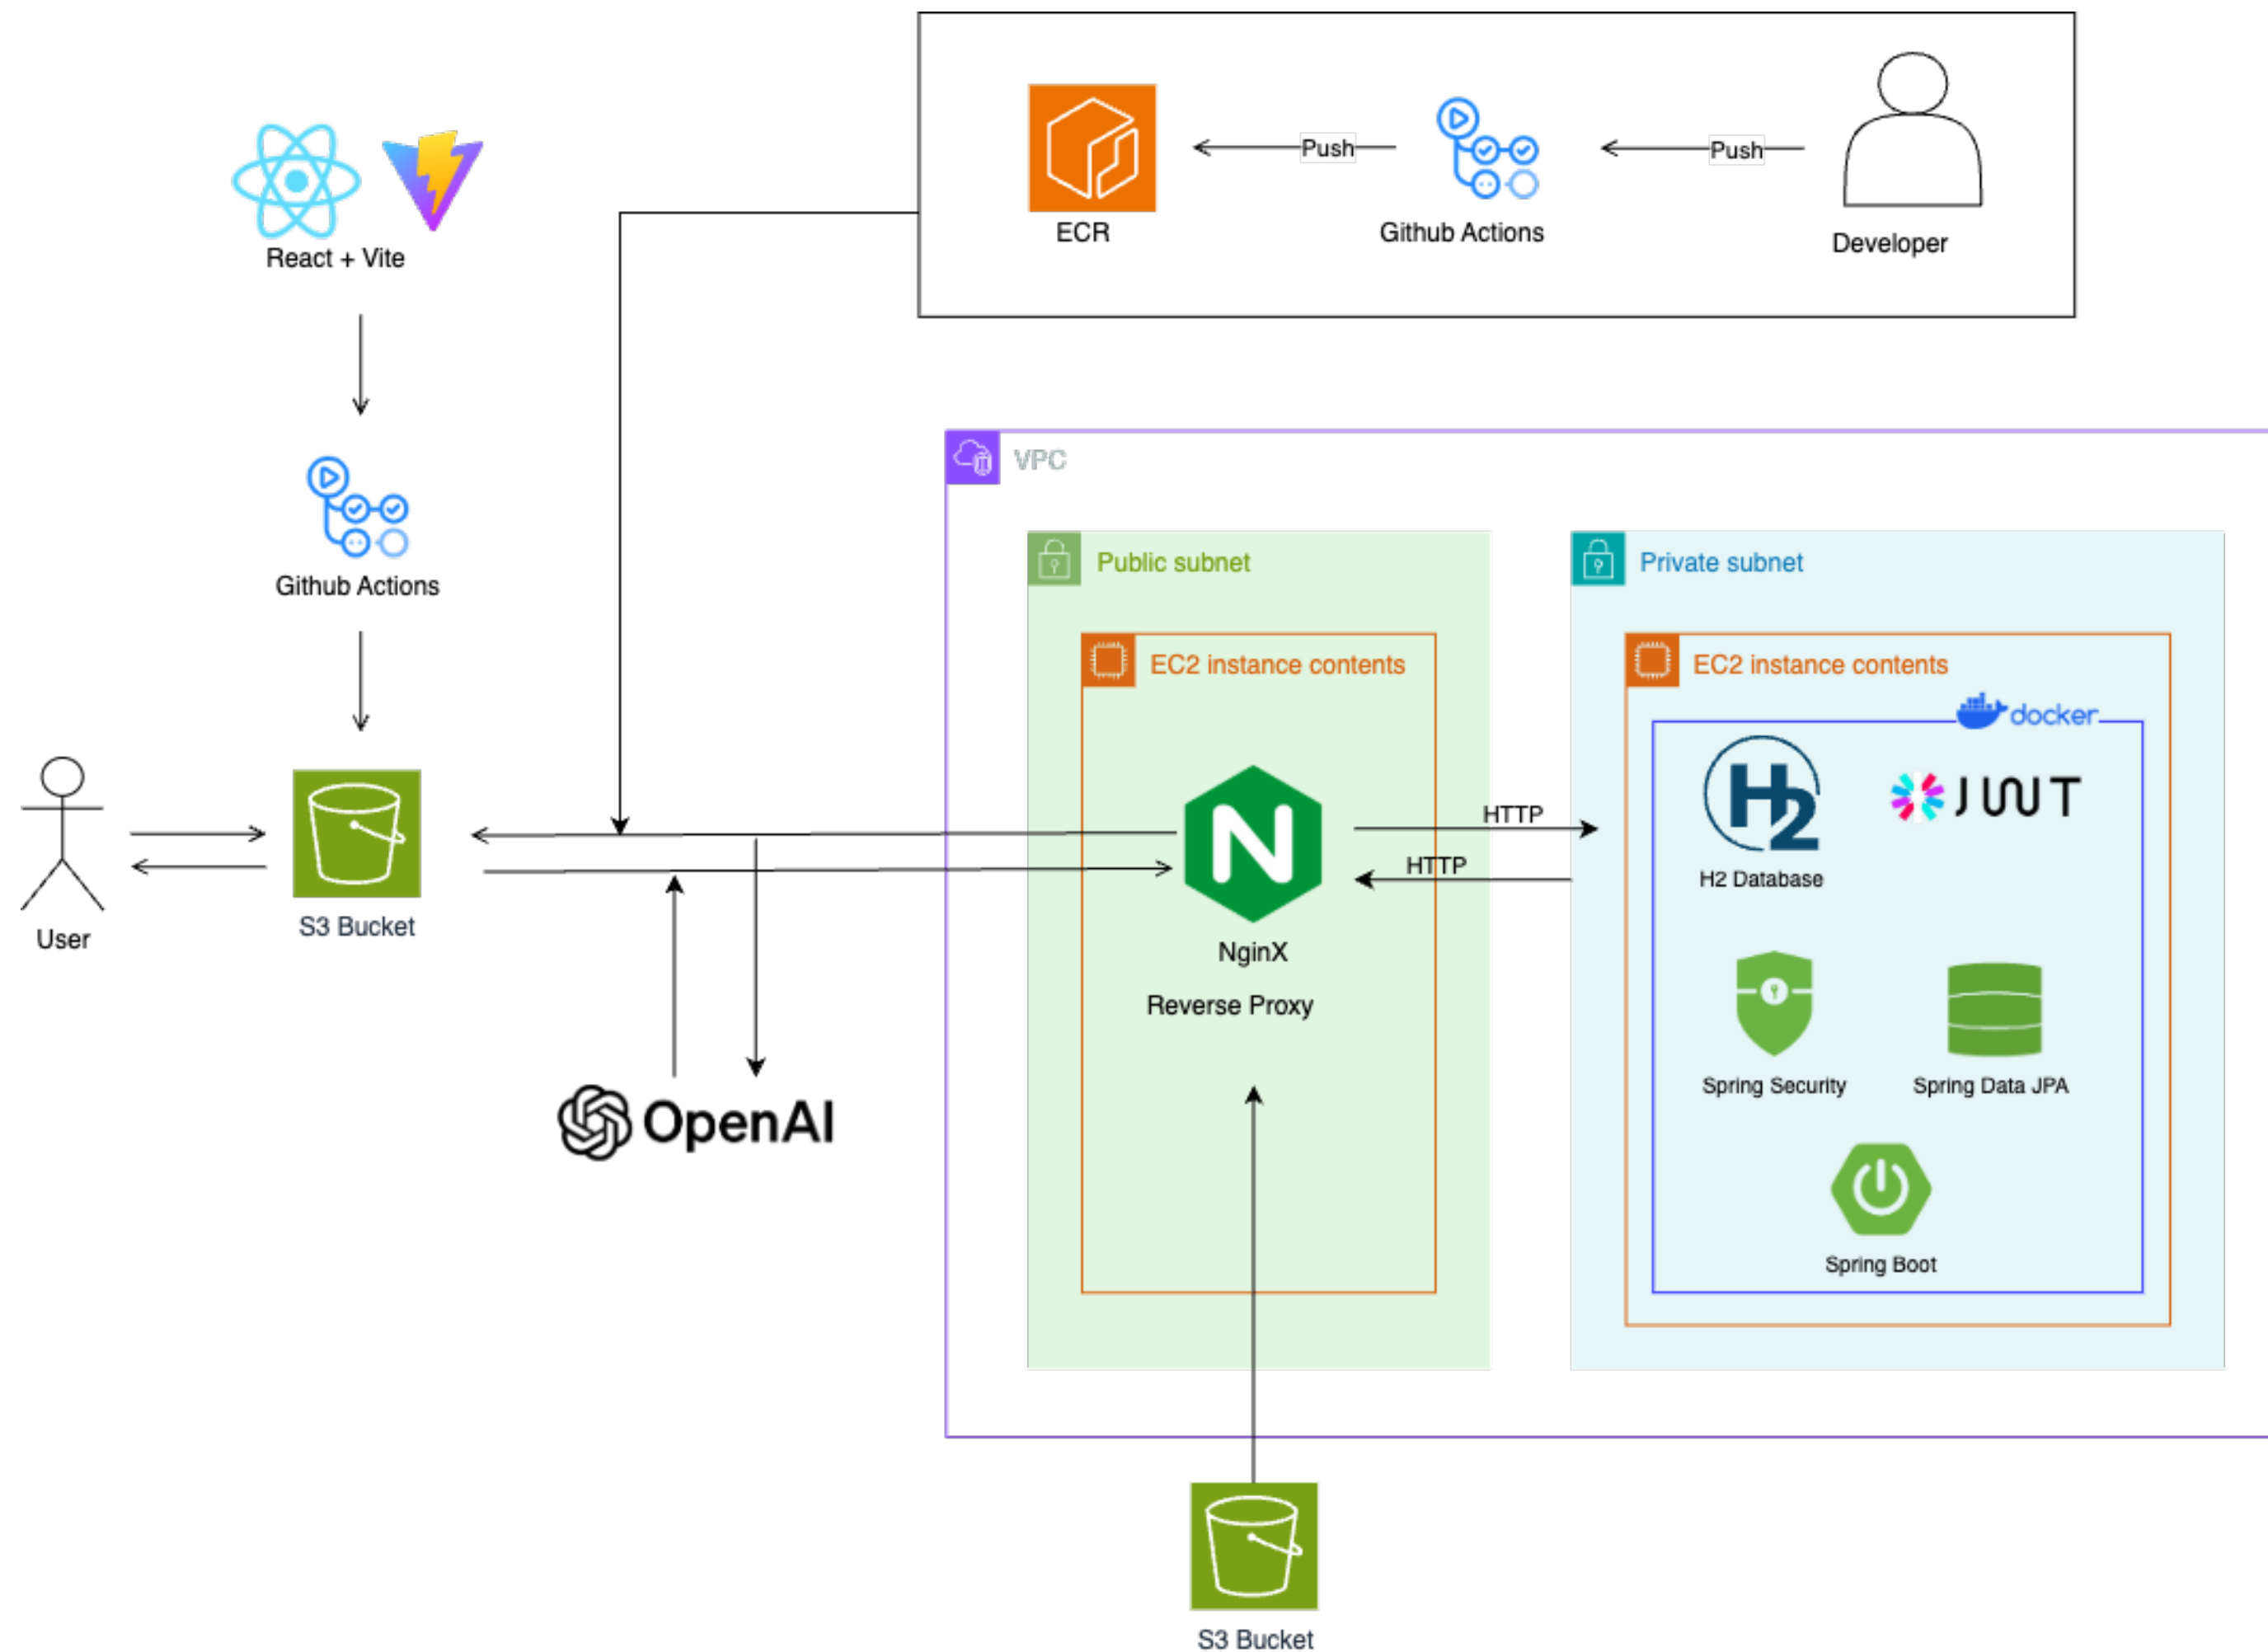 ECR
Push
Github Actions
Push
Developer
React + Vite
Github Actions
User
S3 Bucket
OpenAI
VPC
Public subnet
EC2 instance contents
NginX
Reverse Proxy
HTTP
HTTP
Private subnet
EC2 instance contents
docker
H2
H2 Database
JWT
Spring Security
Spring Data JPA
Spring Boot
S3 Bucket